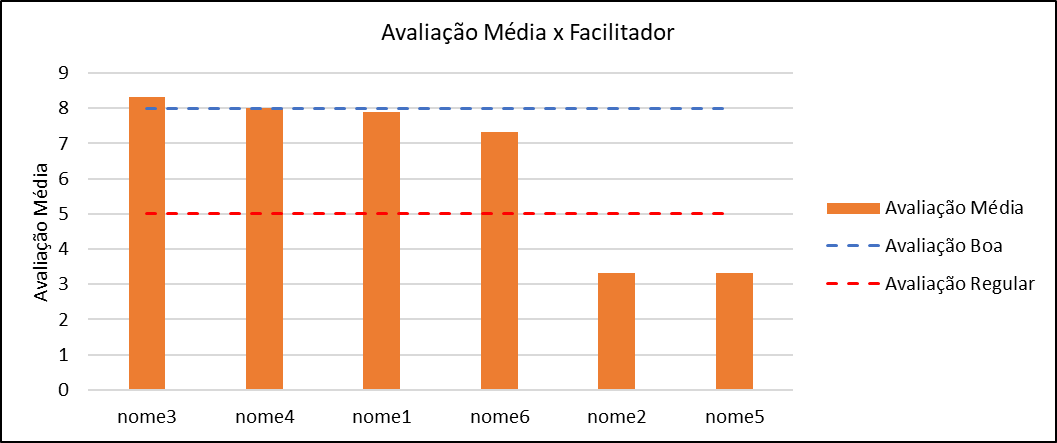 Avaliação Média x Facilitador
Avaliação Média
9
8
7
6
5
4
3
2
1
0
nome3 nome4 nome1 nome6 nome2 nome5
Avaliação Média
Avaliação Boa
Avaliação Regular